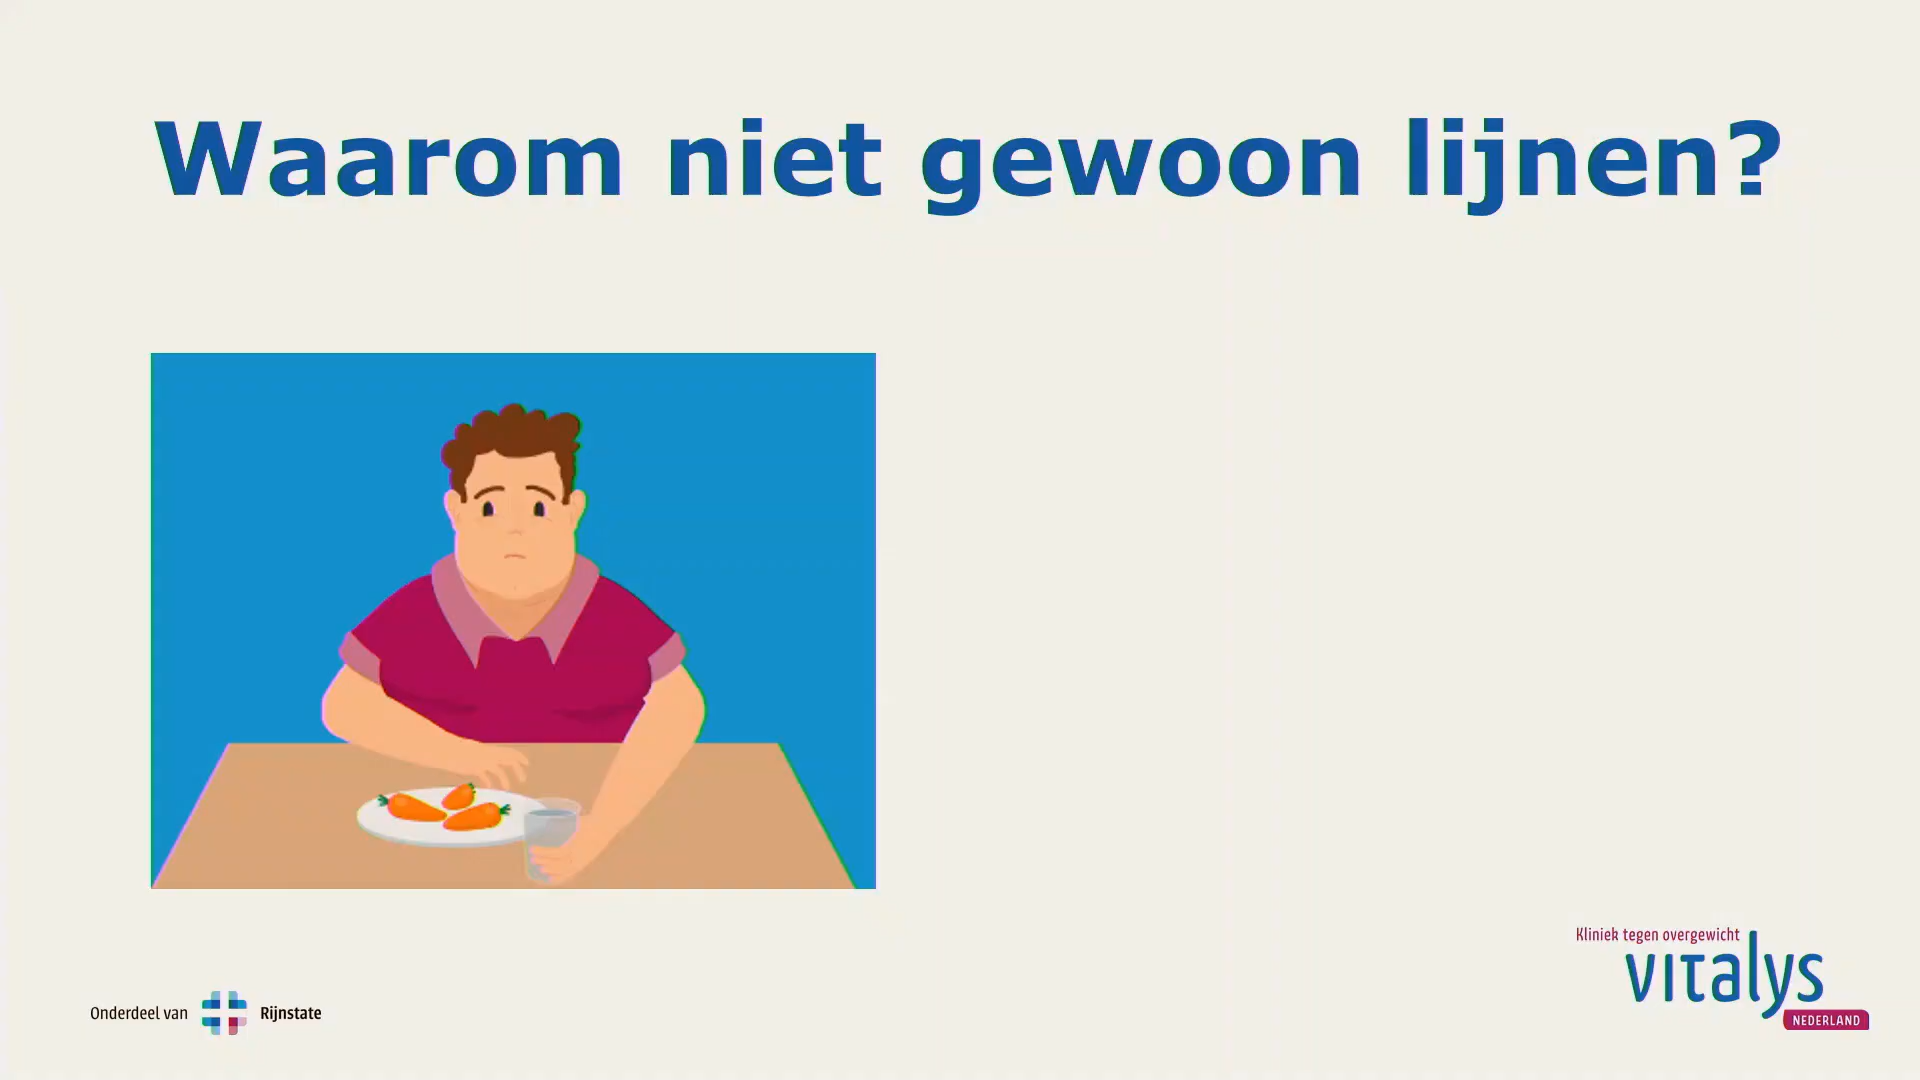 Waarom niet gewoon lijnen?
Kliniek tegen overgewicht
vitalys
NEDERLAND
Onderdeel van Rijnstate